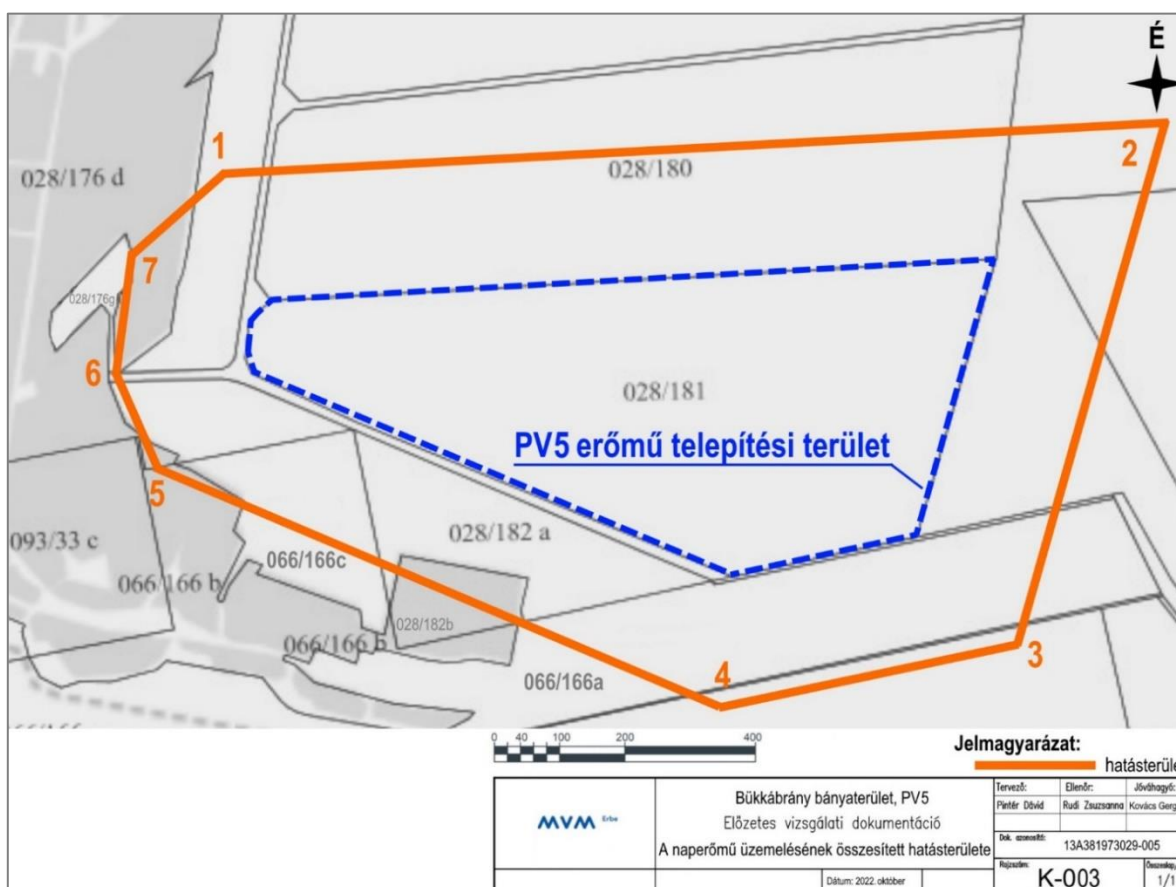 É
1
2
028/180
028/176 d
7
028/176g
6
028/181
PV5 erőmű telepítési terület
5
093/33 c
028/182 a
066/166c
066/166 b
028/182b
066/166 b
3
4
066/166a
0 40 100 200 400
Jelmagyarázat:
hatásterüle
MVM Erbe
Bükkábrány bányaterület, PV5
Előzetes vizsgálati dokumentáció
A naperőmű üzemelésének összesített hatásterülete
Dátum: 2022. október
Tervező: Ellenőr: Jóváhagyó:
Pintér Dávid Rudi Zsuzsanna Kovács Gerg
Dok. azonosító:
13A381973029-005
Rajzszám:
K-003
1/1